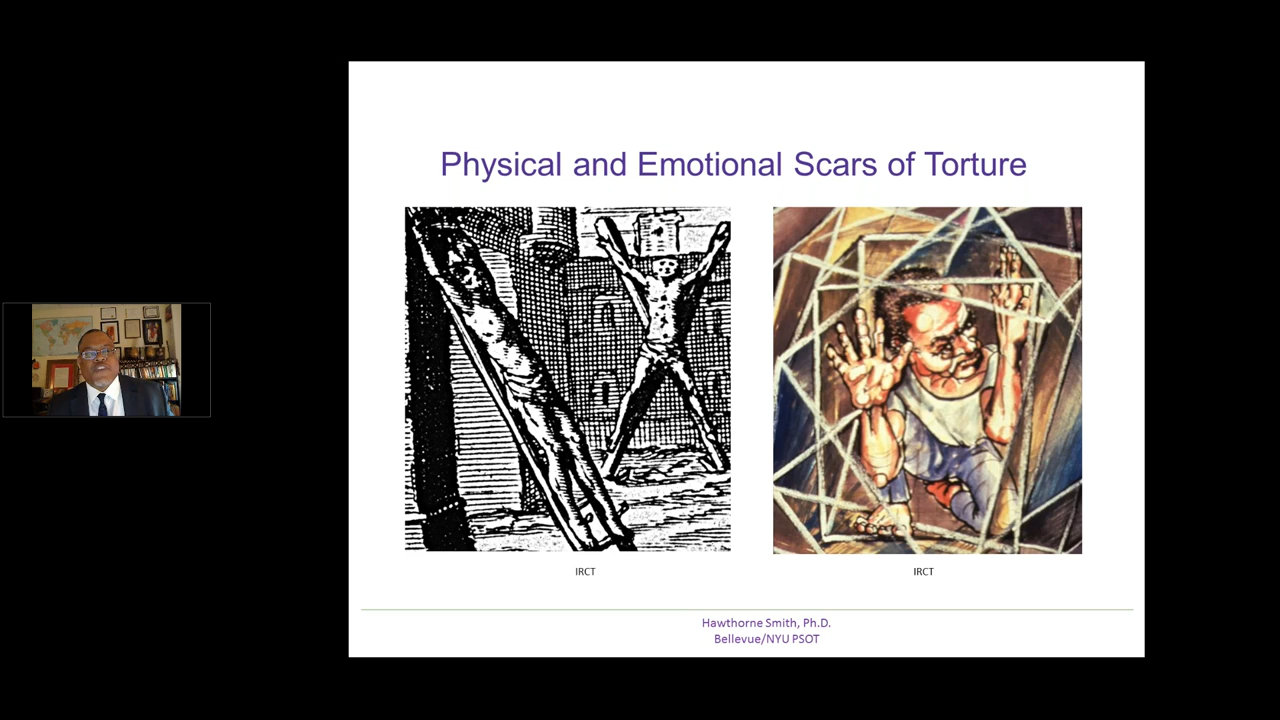 Physical and Emotional Scars of Torture
IRCT
IRCT
Hawthorne Smith, Ph.D.
Bellevue/NYU PSOT